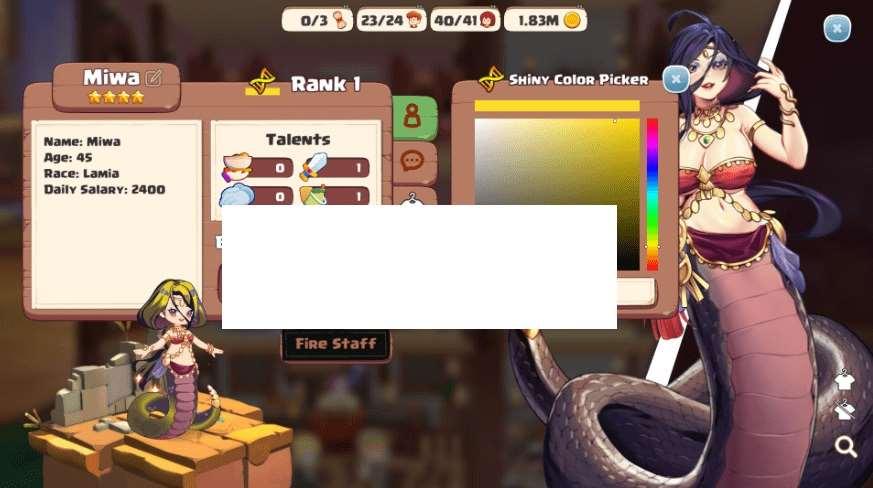 0/3
23/24
40/41
1.83M
Miwa
Rank 1
Shiny Color Picker
Name: Miwa
Age: 45
Race: Lamia
Daily Salary: 2400
Talents
0
1
0
1
Fire Staff